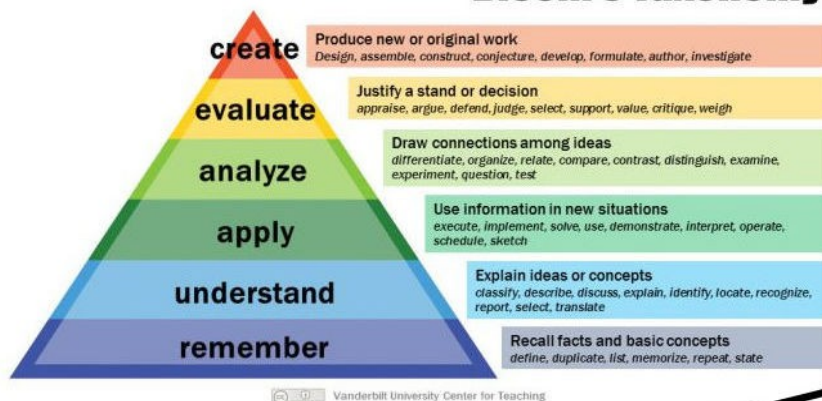 create
Produce new or original work
Design, assemble, construct, conjecture, develop, formulate, author, investigate
evaluate
Justify a stand or decision
appraise, argue, defend, judge, select, support, value, critique, weigh
analyze
Draw connections among ideas
differentiate, organize, relate, compare, contrast, distinguish, examine,
experiment, question, test
apply
Use information in new situations
execute, implement, solve, use, demonstrate, interpret, operate,
schedule, sketch
understand
Explain ideas or concepts
classify, describe, discuss, explain, identify, locate, recognize,
report, select, translate
remember
Recall facts and basic concepts
define, duplicate, list, memorize, repeat, state
Vanderbilt University Center for Teaching